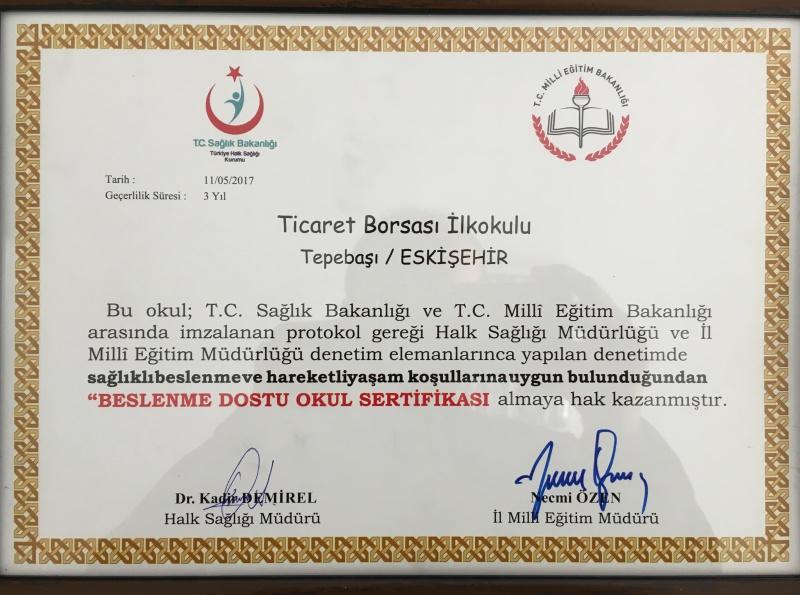 T.C. Sağlık Bakanlığı
Türkiye Halk Sağlığı
Kurumu
T.C. MİLLİ EĞİTİM BAKANLIĞI
Tarih : 11/05/2017
Geçerlilik Süresi : 3 Yıl
Ticaret Borsası İlkokulu
Tepebaşı / ESKİŞEHİR
Bu okul; T.C. Sağlık Bakanlığı ve T.C. Millî Eğitim Bakanlığı
arasında imzalanan protokol gereği Halk Sağlığı Müdürlüğü ve İl
Millî Eğitim Müdürlüğü denetim elemanlarınca yapılan denetimde
sağlıklıbeslenmeve hareketliyaşam koşullarınauygun bulunduğundan
“BESLENME DOSTU OKUL SERTİFİKASI almaya hak kazanmıştır.
Dr. Kadir DEMİREL
Halk Sağlığı Müdürü
Necmi ÖZEN
İl Millî Eğitim Müdürü